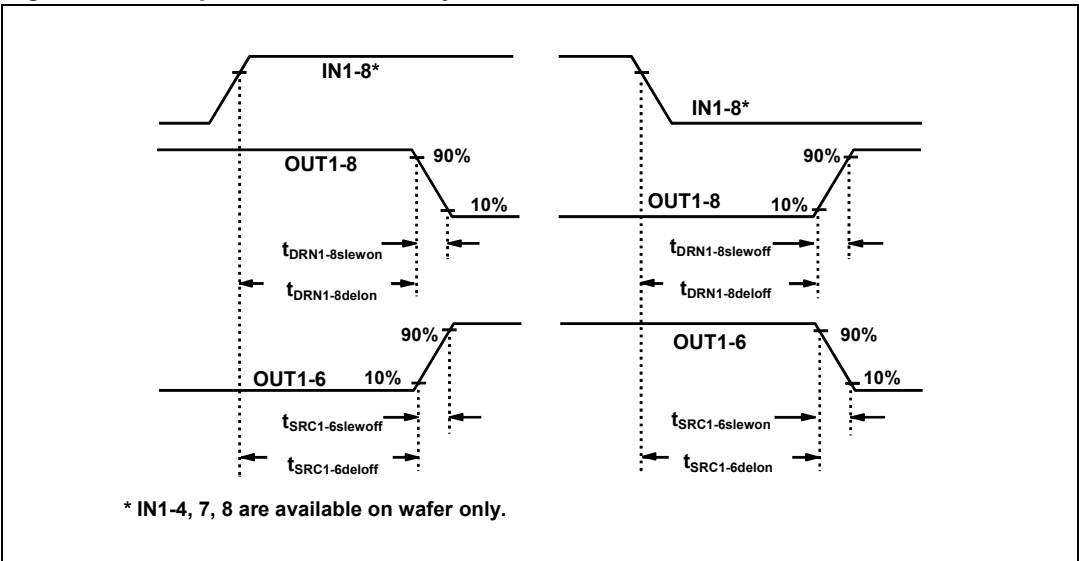 IN1-8*
OUT1-8
90%
10%
tDRN1-8slewon
tDRN1-8delon
90%
OUT1-6
10%
tSRC1-6slewoff
tSRC1-6deloff
IN1-8*
90%
OUT1-8
10%
tDRN1-8slewoff
tDRN1-8deloff
OUT1-6
90%
10%
tSRC1-6slewon
tSRC1-6delon
* IN1-4, 7, 8 are available on wafer only.